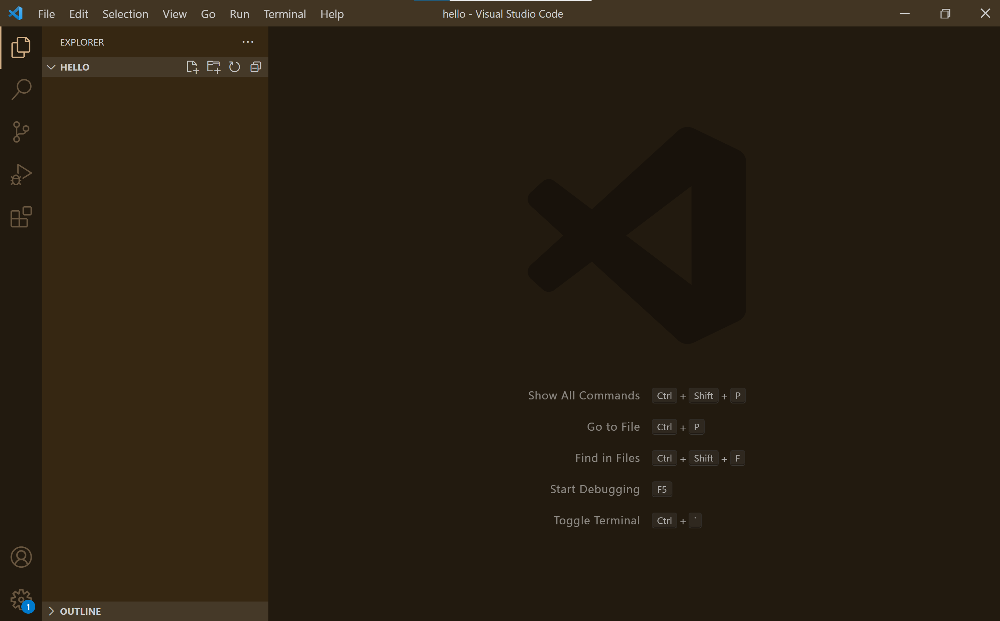 File Edit Selection View Go Run Terminal Help hello - Visual Studio Code
EXPLORER
HELLO
Show All Commands Ctrl + Shift + P
Go to File Ctrl + P
Find in Files Ctrl + Shift + F
Start Debugging F5
Toggle Terminal Ctrl + `
1
OUTLINE